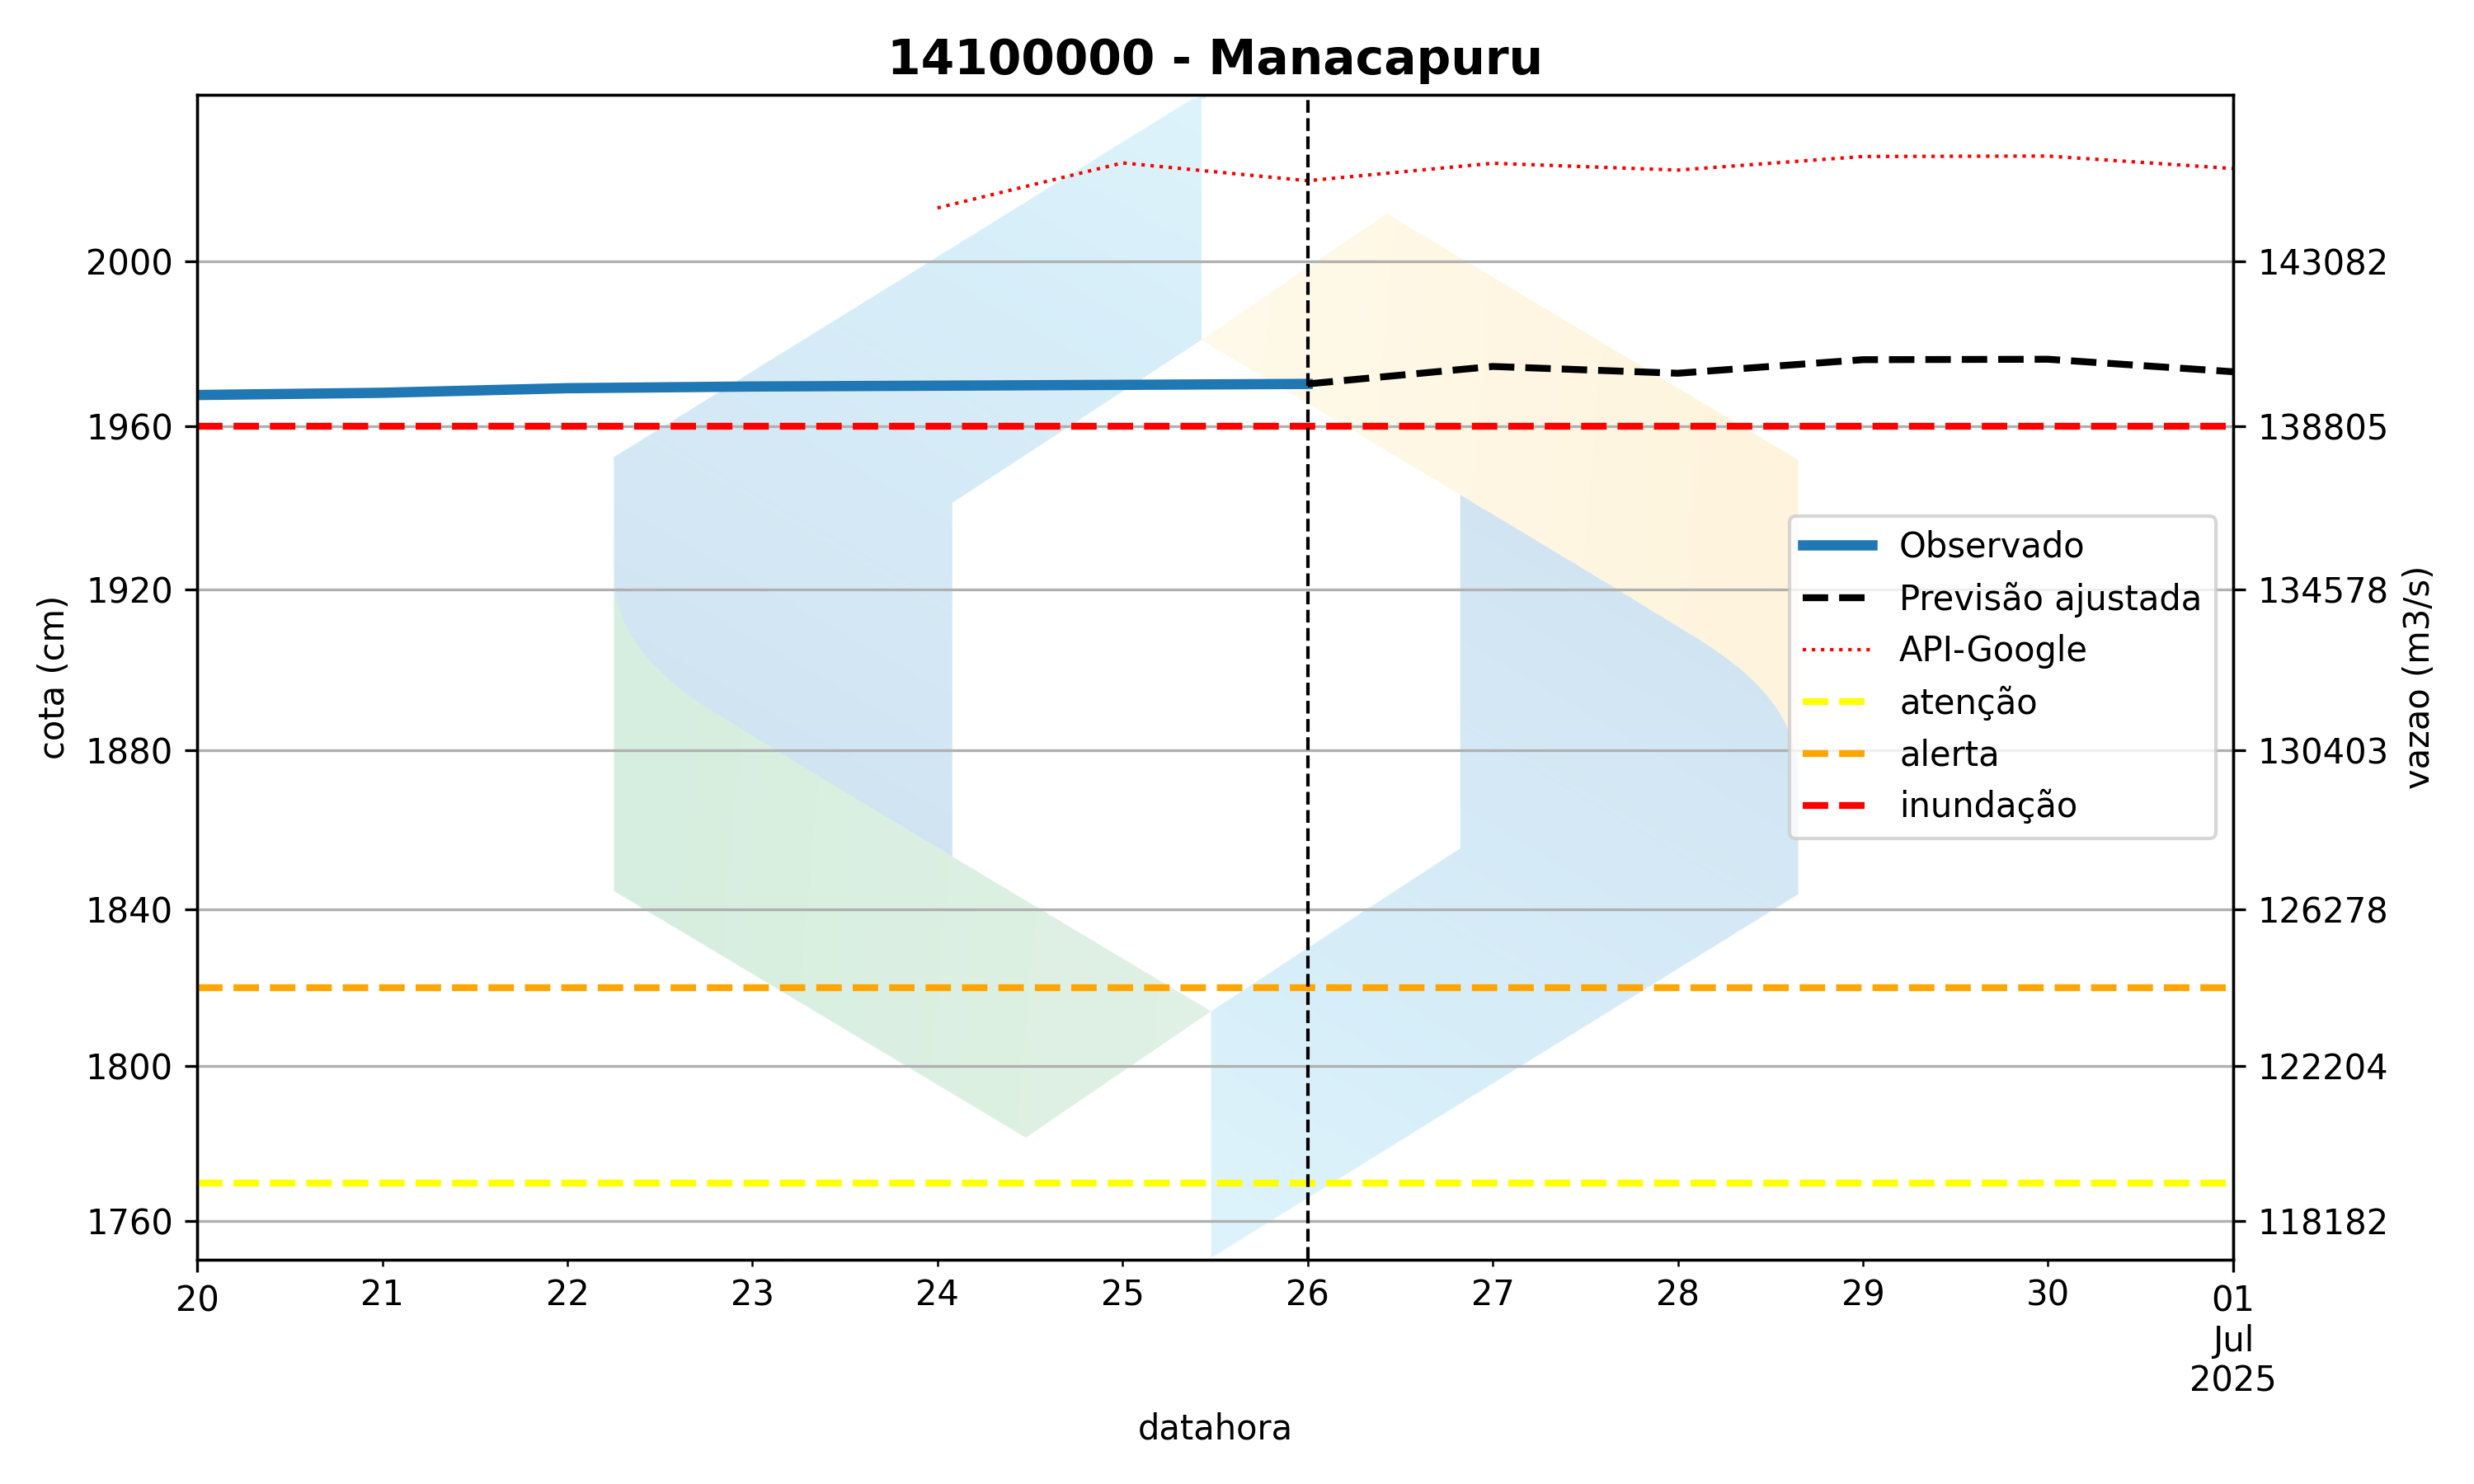 14100000 - Manacapuru
cota (cm)
2000
1960
1920
1880
1840
1800
1760
143082
138805
134578
130403
126278
122204
118182
vazao (m3/s)
Observado
Previsão ajustada
API-Google
atenção
alerta
inundação
20 21 22 23 24 25 26 27 28 29 30 01
Jul
2025
datahora